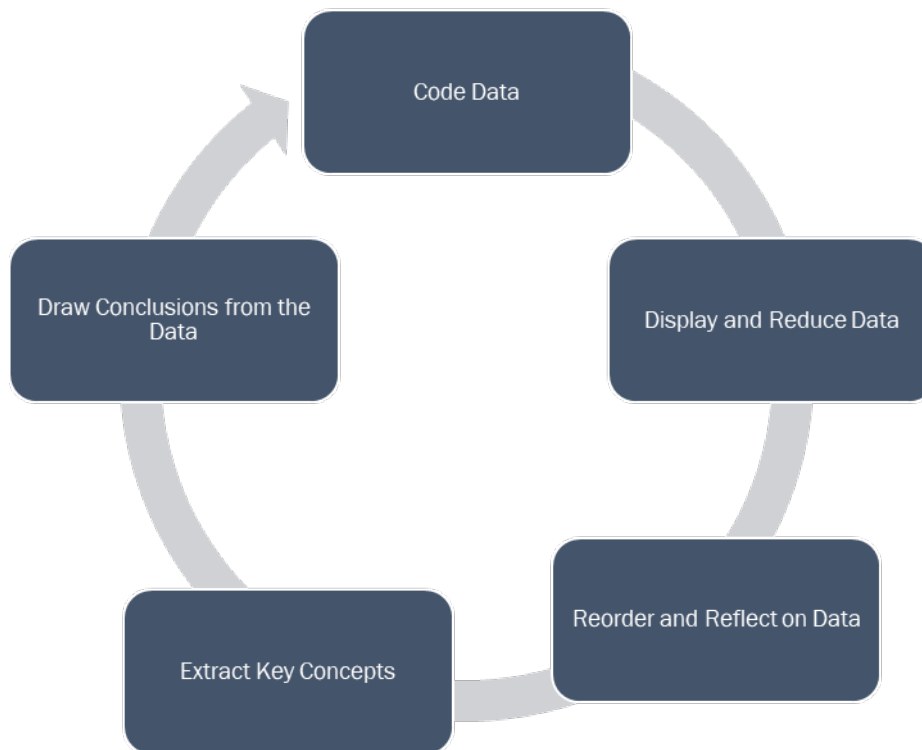 Code Data
Display and Reduce Data
Reorder and Reflect on Data
Extract Key Concepts
Draw Conclusions from the
Data